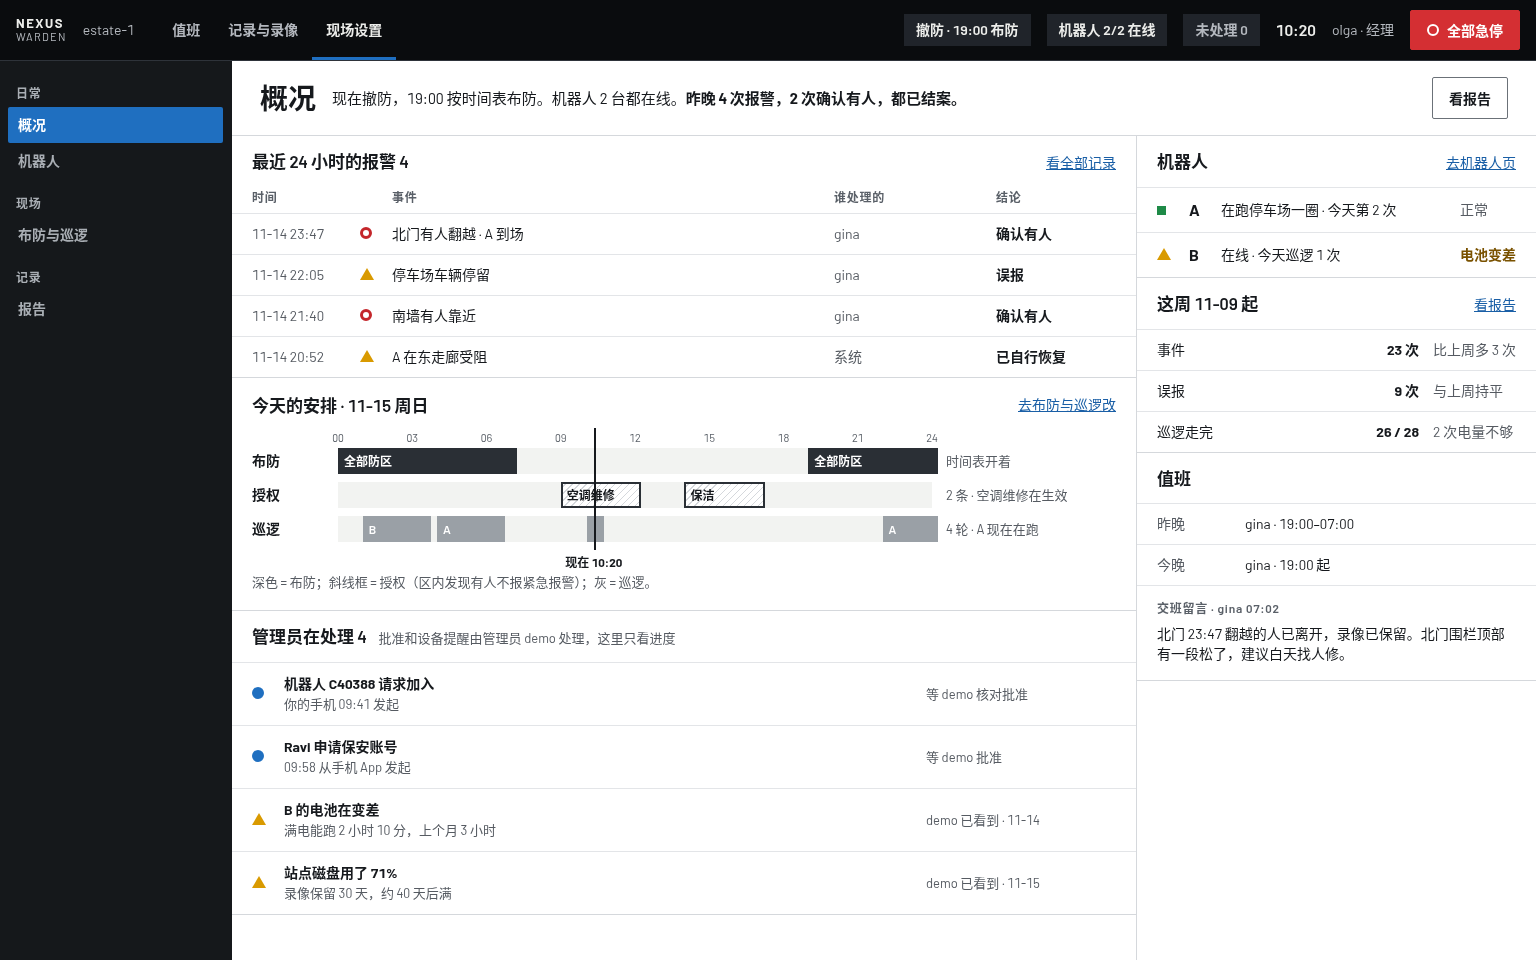 NEXUS
WARDEN
estate-1
值班
记录与录像
现场设置
撤防 · 19:00 布防
机器人 2/2 在线
未处理 0
10:20
olga · 经理
全部急停
日常
概况
机器人
现场
布防与巡逻
记录
报告
概况
现在撤防，19:00 按时间表布防。机器人 2 台都在线。昨晚 4 次报警，2 次确认有人，都已结案。
看报告
最近 24 小时的报警 4
看全部记录
时间 事件 谁处理的 结论
11-14 23:47 北门有人翻越 · A 到场 gina 确认有人
11-14 22:05 停车场车辆停留 gina 误报
11-14 21:40 南墙有人靠近 gina 确认有人
11-14 20:52 A 在东走廊受阻 系统 已自行恢复
今天的安排 · 11-15 周日
去布防与巡逻改
00 03 06 09 12 15 18 21 24
布防 全部防区 全部防区 时间表开着
授权 空调维修 保洁 2 条 · 空调维修在生效
巡逻 B A A 4 轮 · A 现在在跑
现在 10:20
深色 = 布防；斜线框 = 授权（区内发现有人不报紧急报警）；灰 = 巡逻。
管理员在处理 4 批准和设备提醒由管理员 demo 处理，这里只看进度
机器人 C40388 请求加入
你的手机 09:41 发起
等 demo 核对批准
Ravi 申请保安账号
09:58 从手机 App 发起
等 demo 批准
B 的电池在变差
满电能跑 2 小时 10 分，上个月 3 小时
demo 已看到 · 11-14
站点磁盘用了 71%
录像保留 30 天，约 40 天后满
demo 已看到 · 11-15
机器人
去机器人页
A 在跑停车场一圈 · 今天第 2 次 正常
B 在线 · 今天巡逻 1 次 电池变差
这周 11-09 起
看报告
事件 23 次 比上周多 3 次
误报 9 次 与上周持平
巡逻走完 26 / 28 2 次电量不够
值班
昨晚 gina · 19:00–07:00
今晚 gina · 19:00 起
交班留言 · gina 07:02
北门 23:47 翻越的人已离开，录像已保留。北门围栏顶部
有一段松了，建议白天找人修。